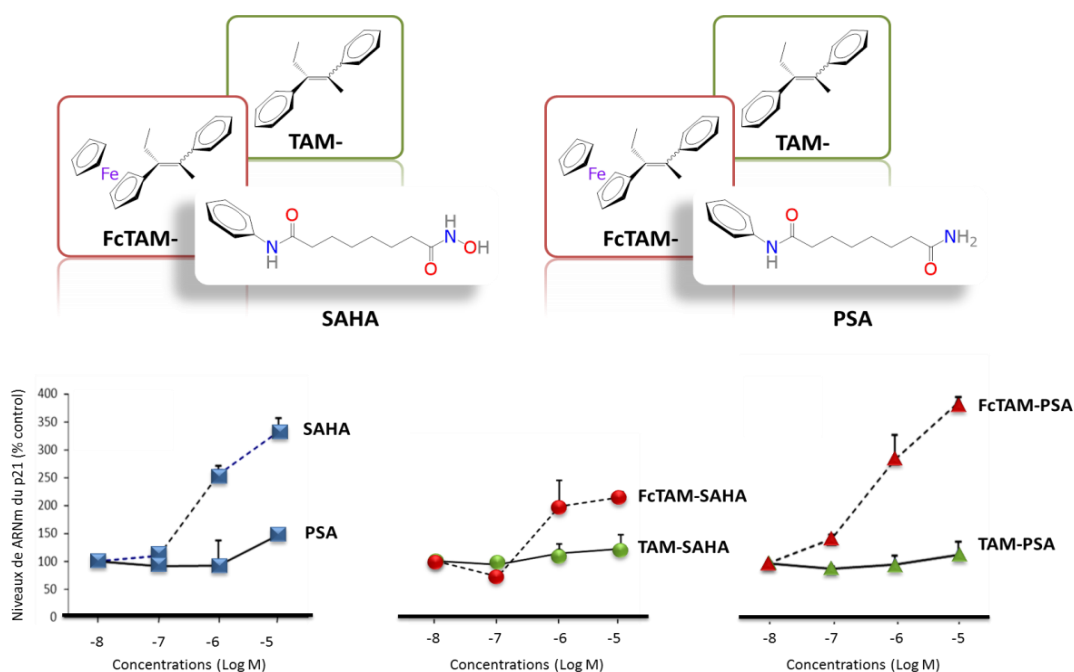 TAM-
Fe
FcTAM-
O
N
H
H
N
OH
O
SAHA
TAM-
Fe
FcTAM-
O
N
H
NH2
O
PSA
Niveaux de ARNm du p21 (% control)
400
350
300
250
200
150
100
50
0
SAHA
PSA
-8 -7 -6 -5
Concentrations (Log M)
FcTAM-SAHA
TAM-SAHA
-8 -7 -6 -5
Concentrations (Log M)
FcTAM-PSA
TAM-PSA
-8 -7 -6 -5
Concentrations (Log M)